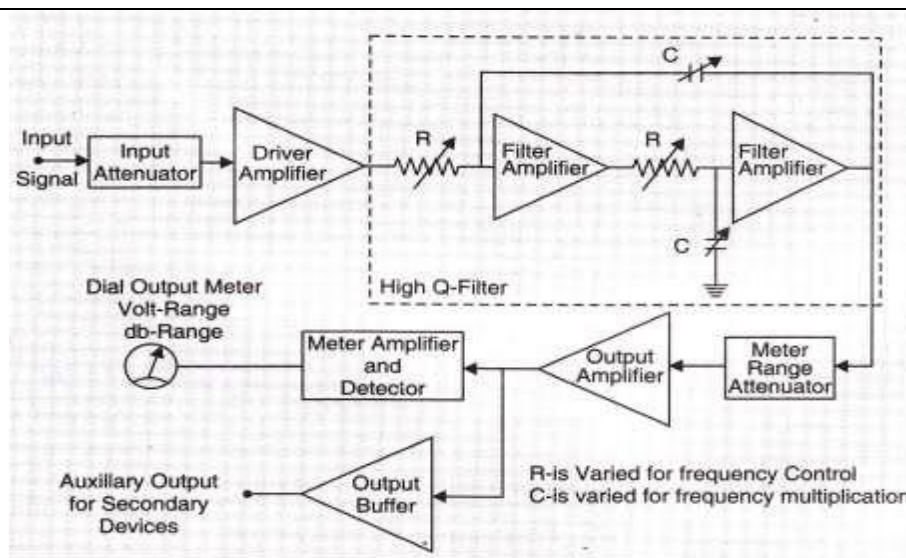 Input
Signal
Input
Attenuator
Driver
Amplifier
R
C
Filter
Amplifier
R
C
Filter
Amplifier
High Q-Filter
Dial Output Meter
Volt-Range
db-Range
Meter Amplifier
and
Detector
Output
Amplifier
Meter
Range
Attenuator
Auxiliary Output
for Secondary
Devices
Output
Buffer
R-is Varied for frequency Control
C-is varied for frequency multiplication